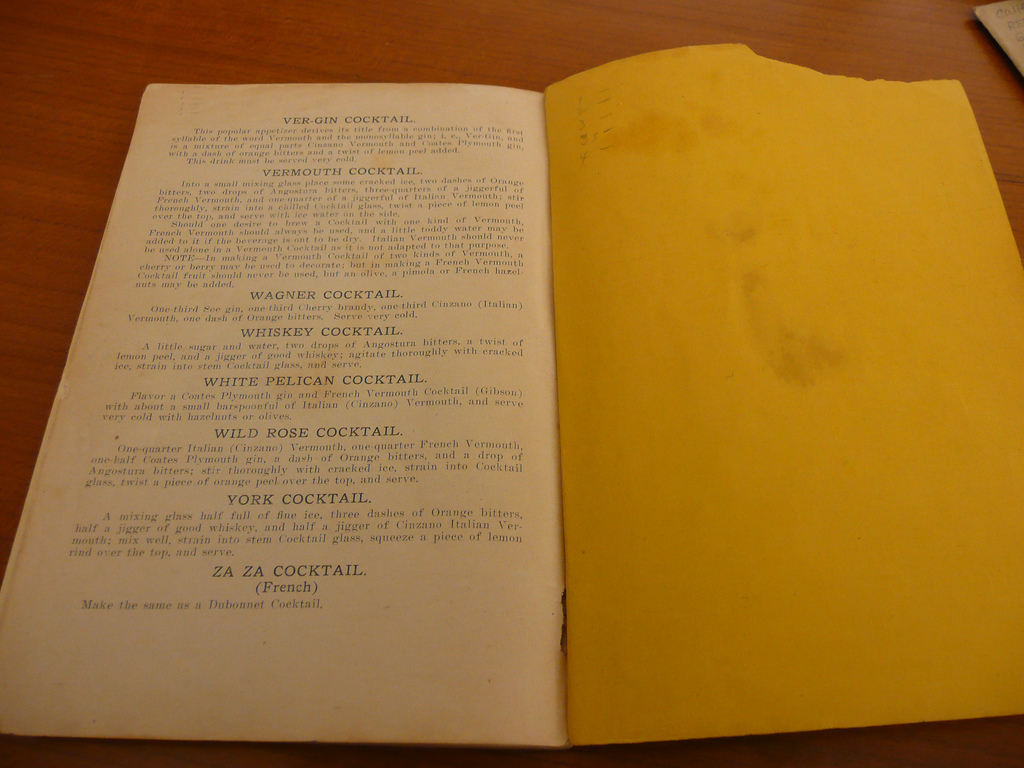 VER-GIN COCKTAIL.
This popular appetizer derives its title from a combination of the first
syllable of the word Vermouth and the monosyllable gin; i. e., Ver-Gin, and
is a mixture of equal parts Cinzano Vermouth and Coates Plymouth gin,
with a dash of orange bitters and a twist of lemon peel added.
This drink must be served very cold.
VERMOUTH COCKTAIL.
Into a small mixing glass place some cracked ice, two dashes of Orange
bitters, two drops of Angostura bitters, three-quarters of a jiggerful of
French Vermouth, and one-quarter of a jiggerful of Italian Vermouth; stir
thoroughly, strain into a chilled Cocktail glass, twist a piece of lemon peel
over the top, and serve with ice water on the side.
Should one desire to brew a Cocktail with one kind of Vermouth,
French Vermouth should always be used, and a little toddy water may be
added to it if the beverage is out to be dry. Italian Vermouth should never
be used alone in a Vermouth Cocktail as it is not adapted to that purpose.
NOTE—In making a Vermouth Cocktail of two kinds of Vermouth, a
cherry or berry may be used to decorate; but in making a French Vermouth
Cocktail fruit should never be used, but an olive, a pimola or French hazel-
nuts may be added.
WAGNER COCKTAIL.
One-third Soe gin, one-third Cherry brandy, one-third Cinzano (Italian)
Vermouth, one dash of Orange bitters. Serve very cold.
WHISKEY COCKTAIL.
A little sugar and water, two drops of Angostura bitters, a twist of
lemon peel, and a jigger of good whiskey; agitate thoroughly with cracked
ice, strain into stem Cocktail glass, and serve.
WHITE PELICAN COCKTAIL.
Flavor a Coates Plymouth gin and French Vermouth Cocktail (Gibson)
with about a small barspoonful of Italian (Cinzano) Vermouth, and serve
very cold with hazelnuts or olives.
WILD ROSE COCKTAIL.
One-quarter Italian (Cinzano) Vermouth, one-quarter French Vermouth,
one-half Coates Plymouth gin, a dash of Orange bitters, and a drop of
Angostura bitters; stir thoroughly with cracked ice, strain into Cocktail
glass, twist a piece of orange peel over the top, and serve.
YORK COCKTAIL.
A mixing glass half full of fine ice, three dashes of Orange bitters,
half a jigger of good whiskey, and half a jigger of Cinzano Italian Ver-
mouth; mix well, strain into stem Cocktail glass, squeeze a piece of lemon
rind over the top, and serve.
ZA ZA COCKTAIL.
(French)
Make the same as a Dubonnet Cocktail.